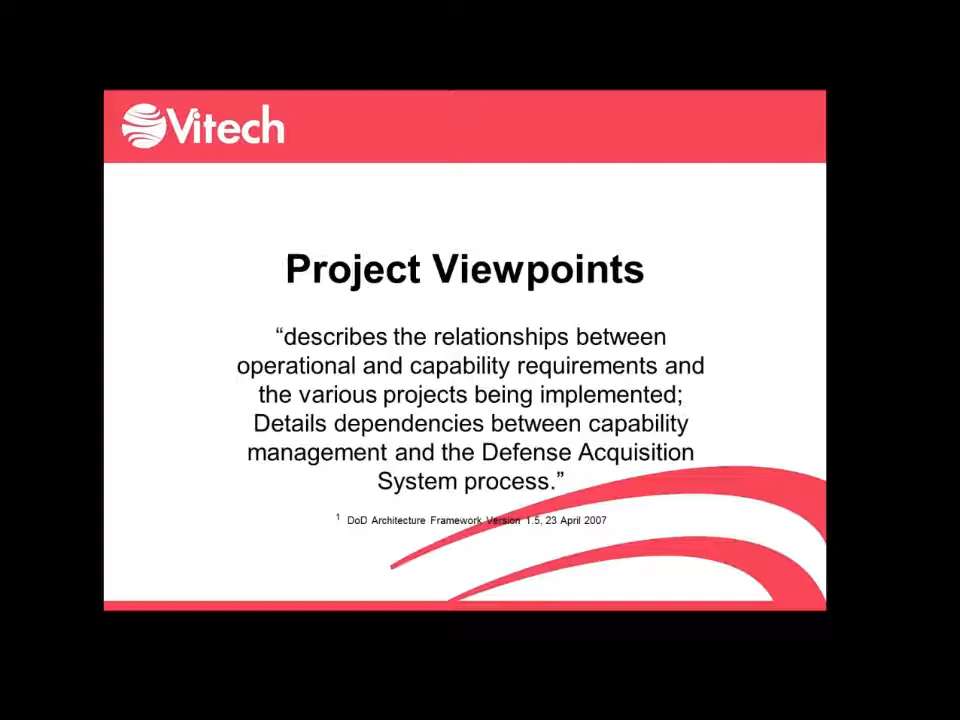 Vitech
Project Viewpoints
“describes the relationships between
operational and capability requirements and
the various projects being implemented;
Details dependencies between capability
management and the Defense Acquisition
System process.”
1 DoD Architecture Framework Version 1.5, 23 April 2007